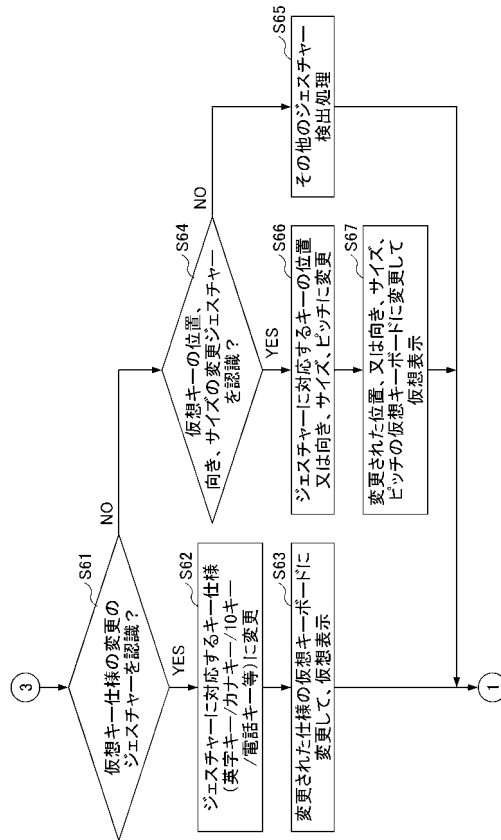 3
S61
仮想キー仕様の変更の
ジェスチャーを認識？
NO
YES
S62
ジェスチャーに対応するキー仕様
(英字キー/カナキー/10キー
/電話キー等)に変更
S63
変更された仕様の仮想キーボードに
変更して、仮想表示
S64
仮想キーの位置、
向き、サイズの変更ジェスチャー
を認識？
NO
YES
S66
ジェスチャーに対応するキーの位置
又は向き、サイズ、ピッチに変更
S67
変更された位置、又は向き、サイズ、
ピッチの仮想キーボードに変更して
仮想表示
S65
その他のジェスチャー
検出処理
1